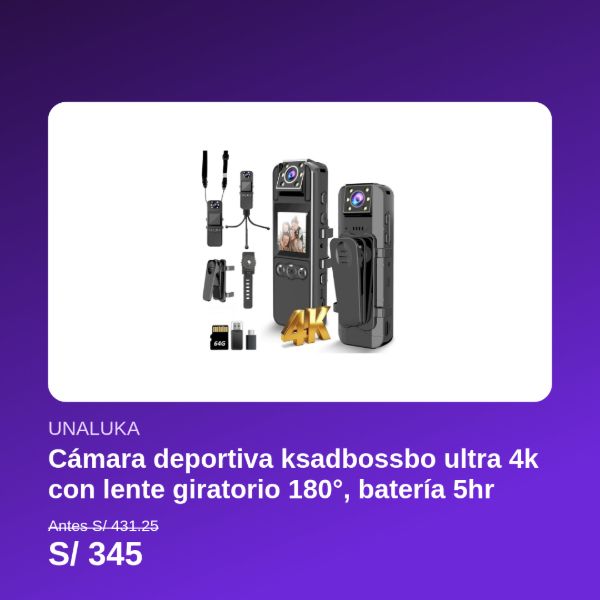 4K
64G
UNALUKA
Cámara deportiva ksadbossbo ultra 4k
con lente giratorio 180°, batería 5hr
Antes S/ 431.25
S/ 345